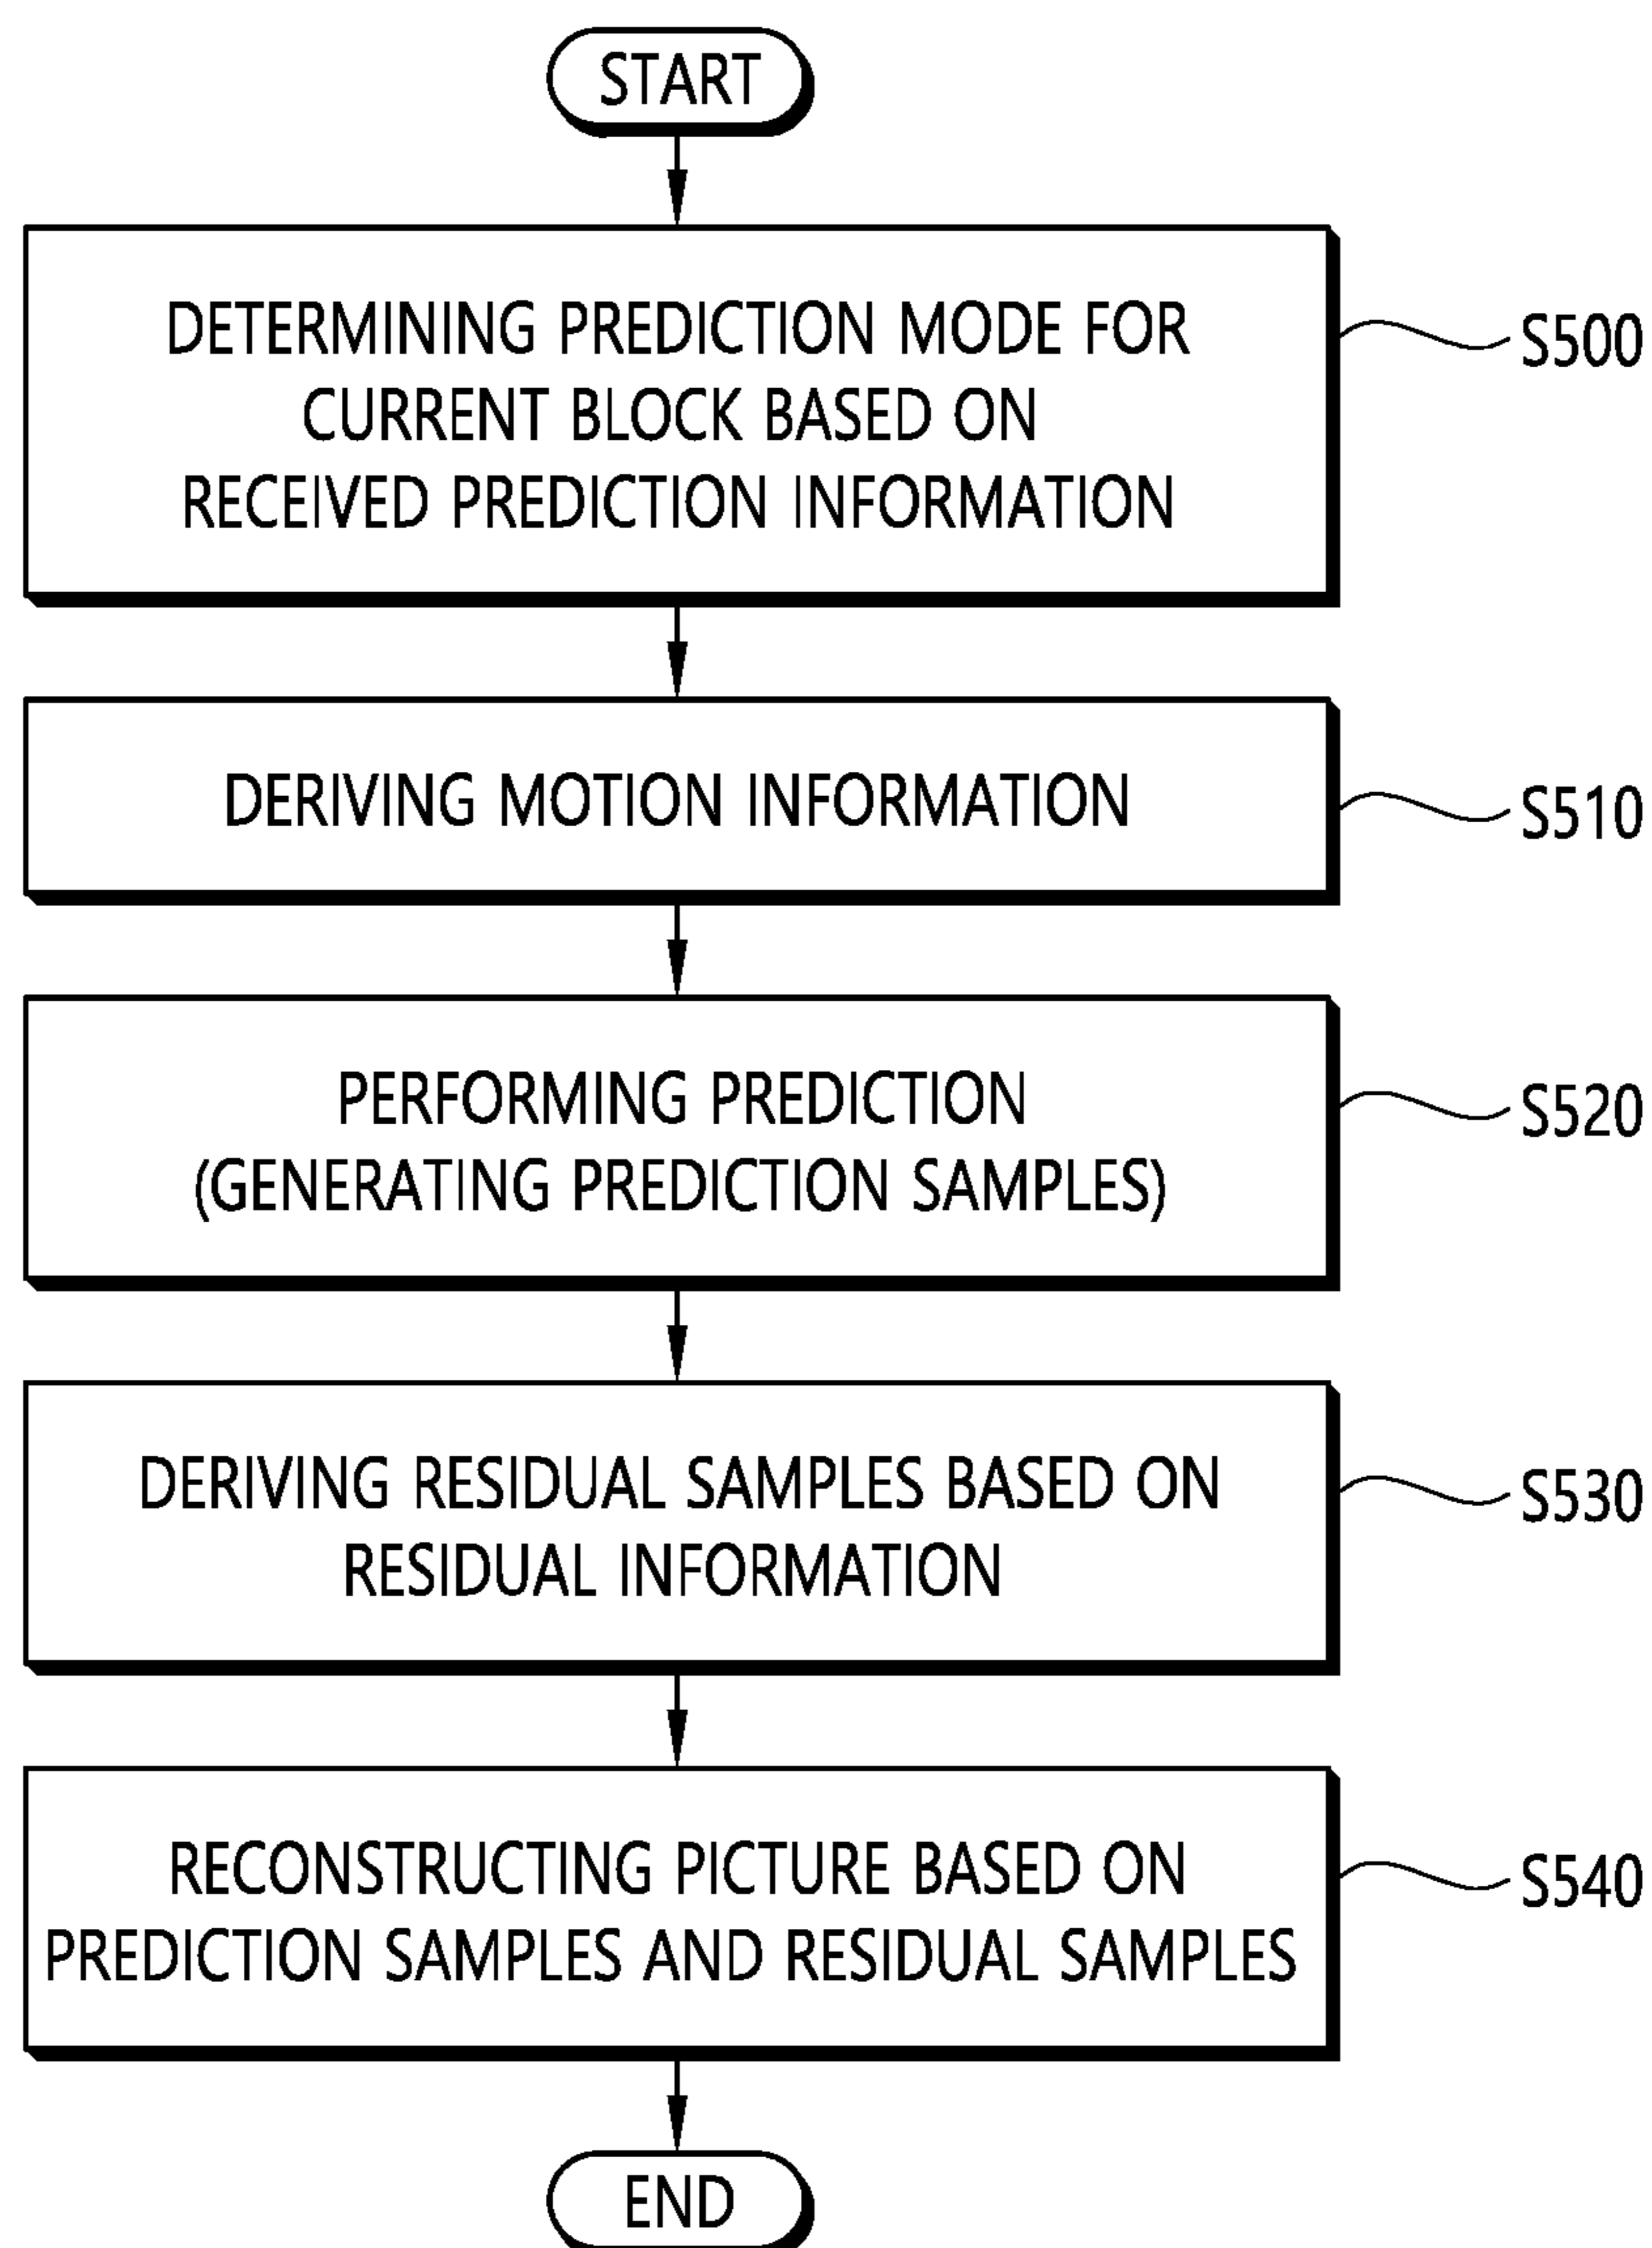 START
DETERMINING PREDICTION MODE FOR
CURRENT BLOCK BASED ON
RECEIVED PREDICTION INFORMATION
S500
DERIVING MOTION INFORMATION
S510
PERFORMING PREDICTION
(GENERATING PREDICTION SAMPLES)
S520
DERIVING RESIDUAL SAMPLES BASED ON
RESIDUAL INFORMATION
S530
RECONSTRUCTING PICTURE BASED ON
PREDICTION SAMPLES AND RESIDUAL SAMPLES
S540
END